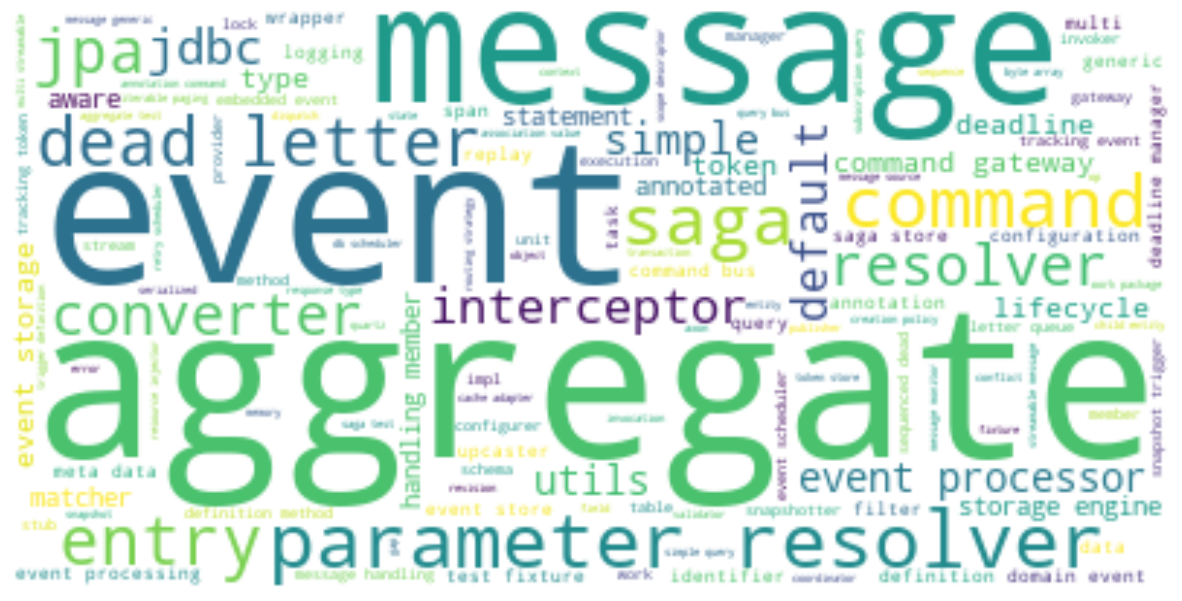 message generic
lock
wrapper
message
multi
invoker
jpa
jdbc
logging
manager
generic
type
context
sequence
byte array
annotation command
aware
iterable paging
embedded event
gateway
aggregate test
dispatch
state
span
statement
query bus
deadline
dead letter
association value
simple
tracking event
provider
replay
execution
token
command gateway
annotated
message source
default
event
saga
command
task
saga store
configuration
stream
db scheduler
unit
object
transaction
command bus
resolver
method
serialized
response type
work package
converter
quartz
interceptor
entity
query
publisher
annotation
creation policy
lifecycle
letter queue
child entity
multi streamable
tracking token
event storage
trigger definition
retry scheduler
routing strategy
scope descriptor
subscription query
deadline manager
aggregate
error
resource injector
memory
saga test
handling member
impl
cache adapter
configurer
invocation
token store
event scheduler
conflict
member
fixture
sequenced dead
message monitor
streamable message
snapshot trigger
upcaster
meta data
schema
revision
utils
event processor
matcher
snapshot
stub
definition method
event store
field
table
validator
snapshotter
filter
storage engine
entry
parameter resolver
simple query
data
event processing
message handling
test fixture
work
identifier
coordinator
definition
domain event